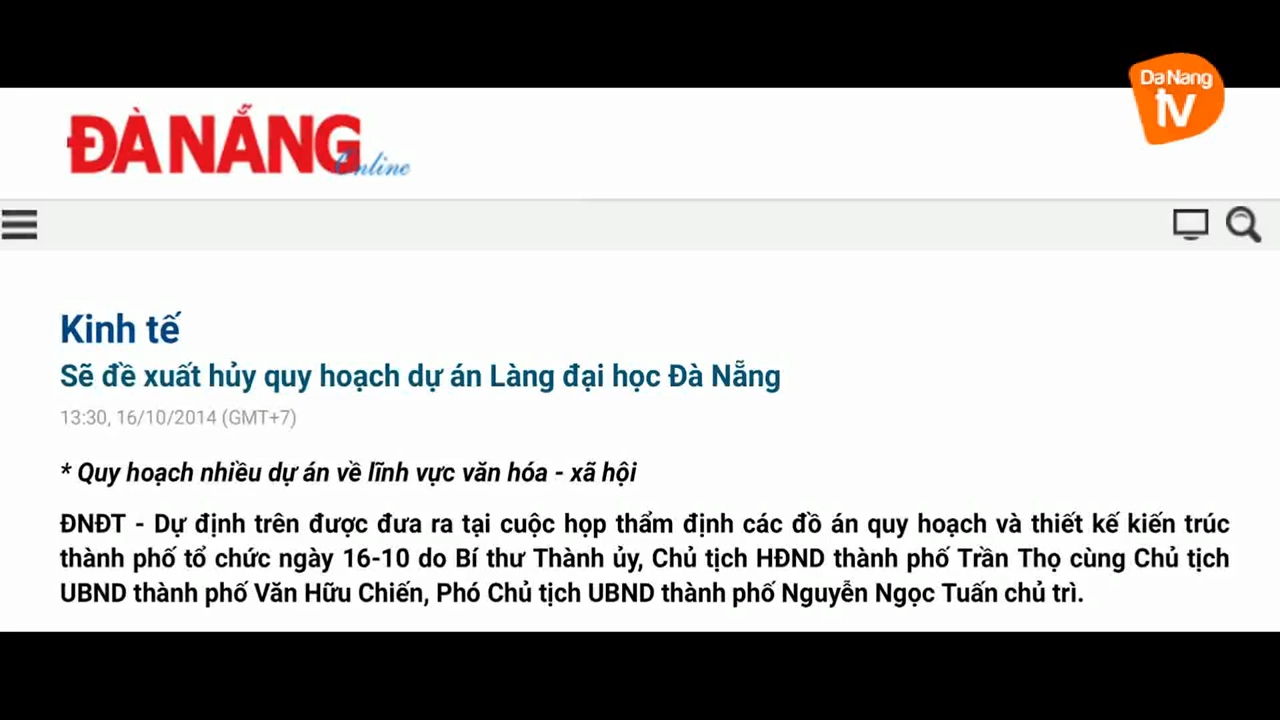 Da Nang
tv
ĐÀ NẴNG
Online
Kinh tế
Sẽ đề xuất hủy quy hoạch dự án Làng đại học Đà Nẵng
13:30, 16/10/2014 (GMT+7)
* Quy hoạch nhiều dự án về lĩnh vực văn hóa - xã hội
ĐNĐT - Dự định trên được đưa ra tại cuộc họp thẩm định các đồ án quy hoạch và thiết kế kiến trúc
thành phố tổ chức ngày 16-10 do Bí thư Thành ủy, Chủ tịch HĐND thành phố Trần Thọ cùng Chủ tịch
UBND thành phố Văn Hữu Chiến, Phó Chủ tịch UBND thành phố Nguyễn Ngọc Tuấn chủ trì.